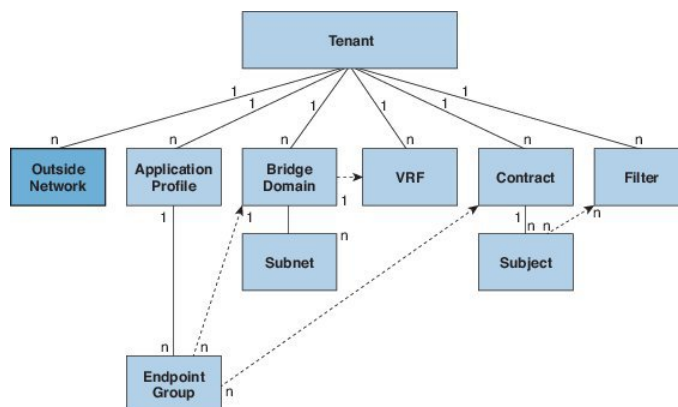 Tenant
1
1
1
1
1
1
n
n
n
n
n
n
Outside
Network
Application
Profile
Bridge
Domain
VRF
Contract
Filter
1
1
1
1
n
n
n
n
Subnet
Subject
n
n
Endpoint
Group
n